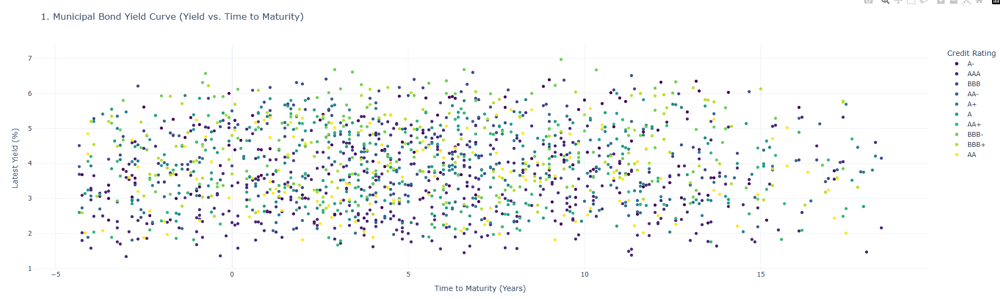 1. Municipal Bond Yield Curve (Yield vs. Time to Maturity)
Latest Yield (%)
7
6
5
4
3
2
1
−5
0
5
10
15
Time to Maturity (Years)
Credit Rating
A-
AAA
BBB
AA-
A+
A
AA+
BBB-
BBB+
AA